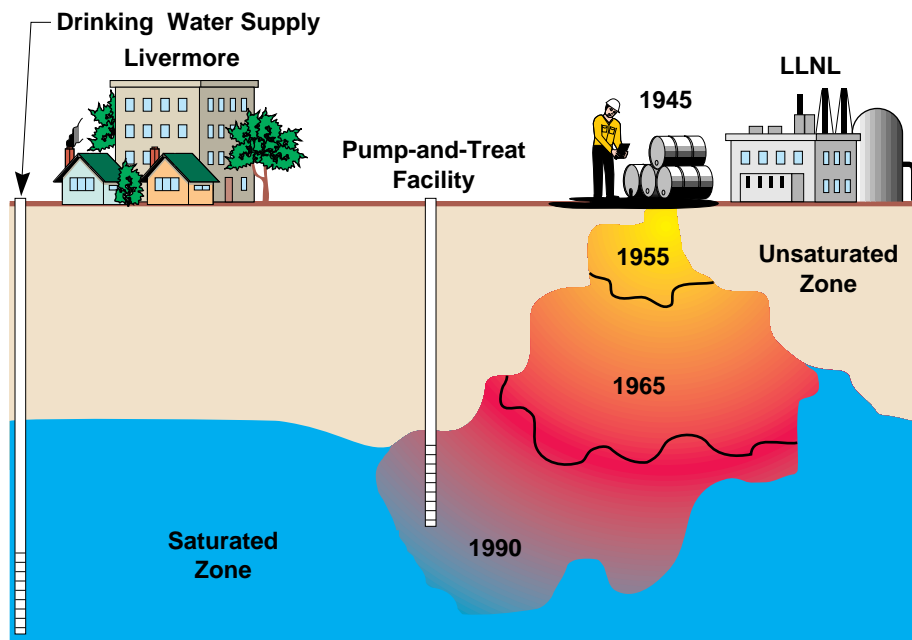 Drinking Water Supply
Livermore
LLNL
1945
Pump-and-Treat
Facility
1955
Unsaturated
Zone
1965
Saturated
Zone
1990